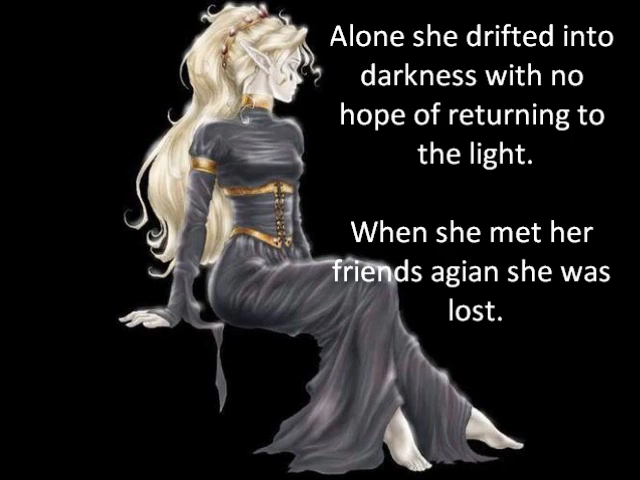 Alone she drifted into
darkness with no
hope of returning to
the light.
When she met her
friends agian she was
lost.